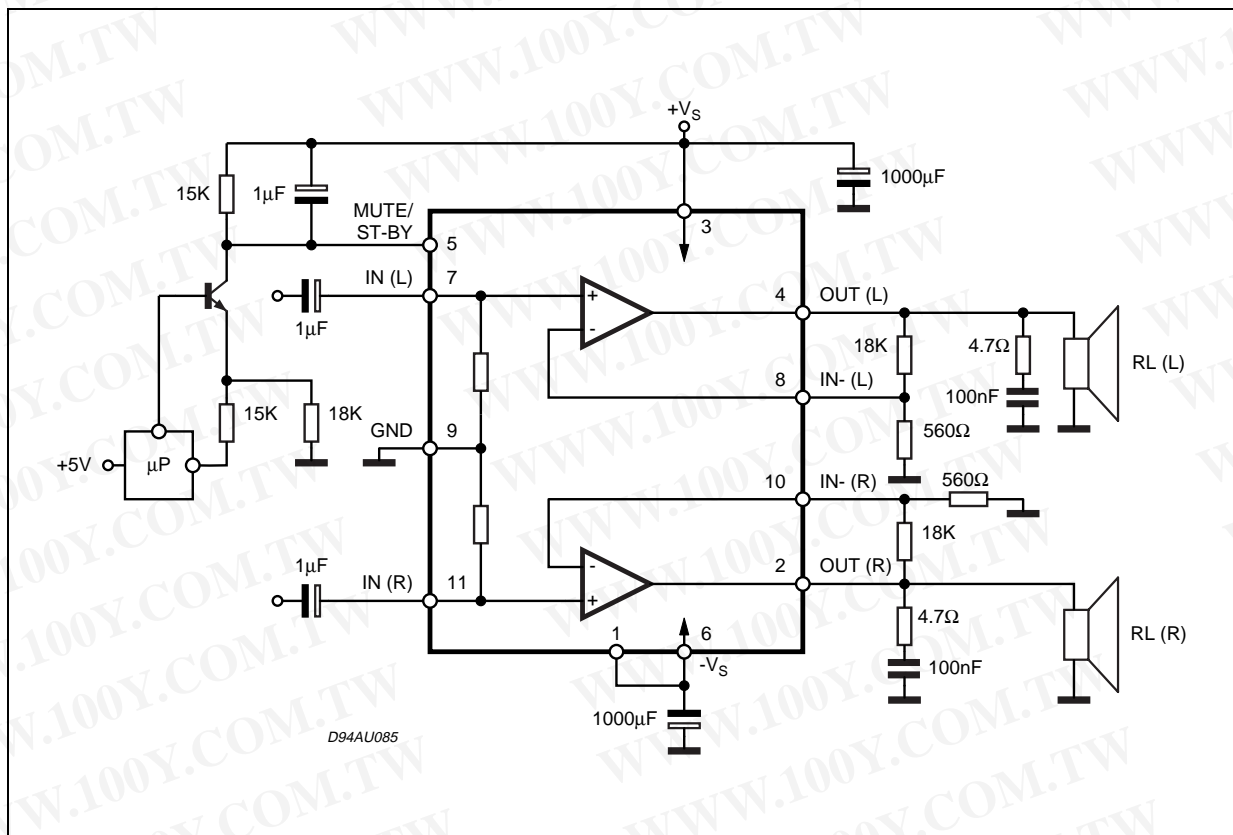 +VS
15K
1µF
1000µF
MUTE/
ST-BY
5
3
IN (L)
7
1µF
+
-
4
OUT (L)
18K
4.7Ω
RL (L)
8
IN- (L)
100nF
15K
18K
GND
9
560Ω
+5V
µP
10
IN- (R)
560Ω
18K
1µF
IN (R)
11
-
+
2
OUT (R)
4.7Ω
RL (R)
1
6
-VS
100nF
1000µF
D94AU085
WWW.100Y.COM.TW